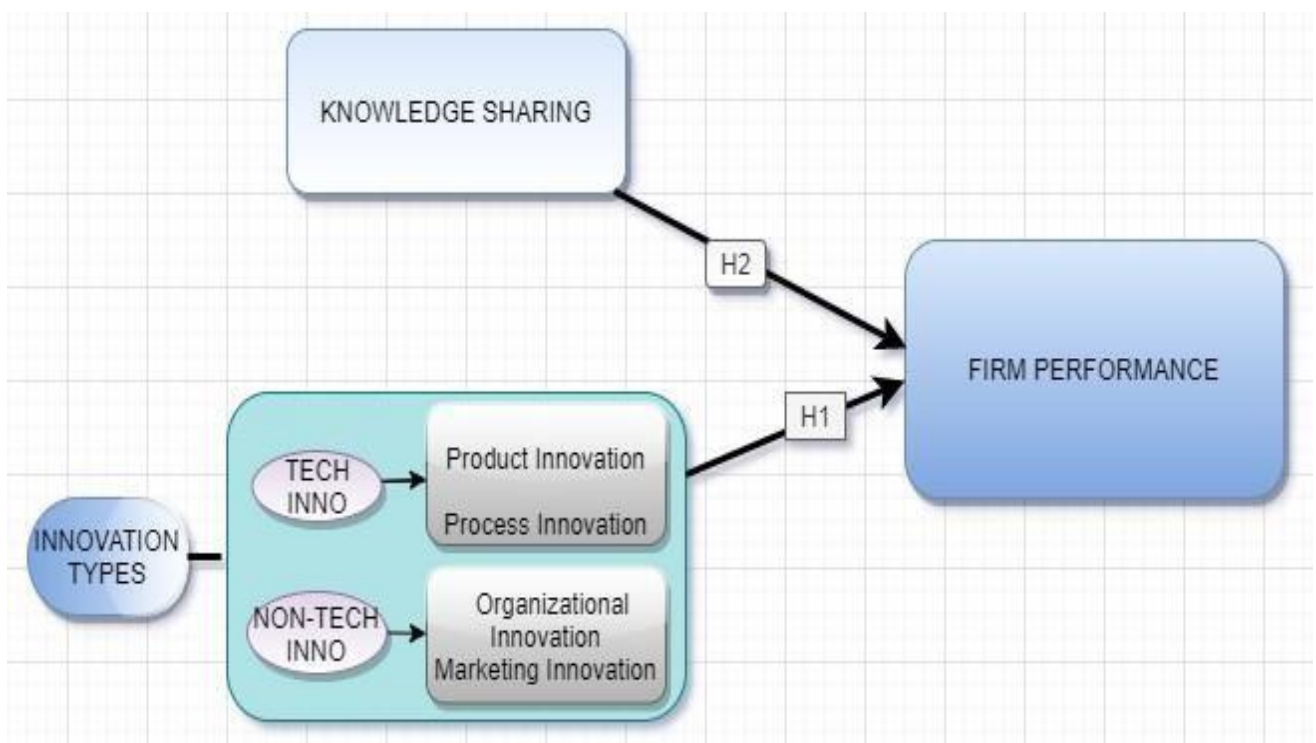 KNOWLEDGE SHARING
H2
FIRM PERFORMANCE
H1
INNOVATION
TYPES
TECH
INNO
Product Innovation
Process Innovation
NON-TECH
INNO
Organizational
Innovation
Marketing Innovation